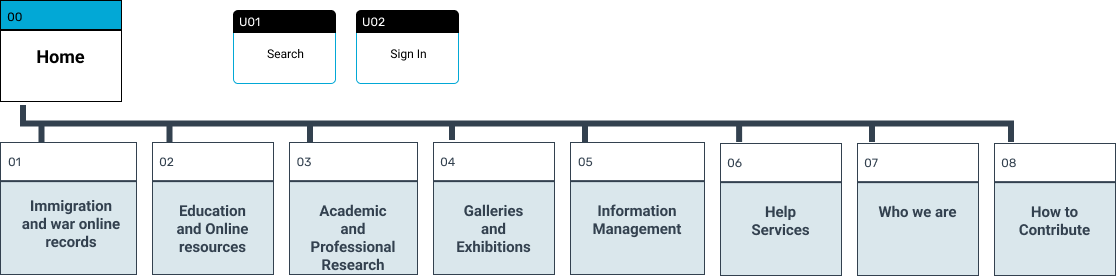 00
Home
U01
Search
U02
Sign In
01
Immigration
and war online
records
02
Education
and Online
resources
03
Academic
and
Professional
Research
04
Galleries
and
Exhibitions
05
Information
Management
06
Help
Services
07
Who we are
08
How to
Contribute